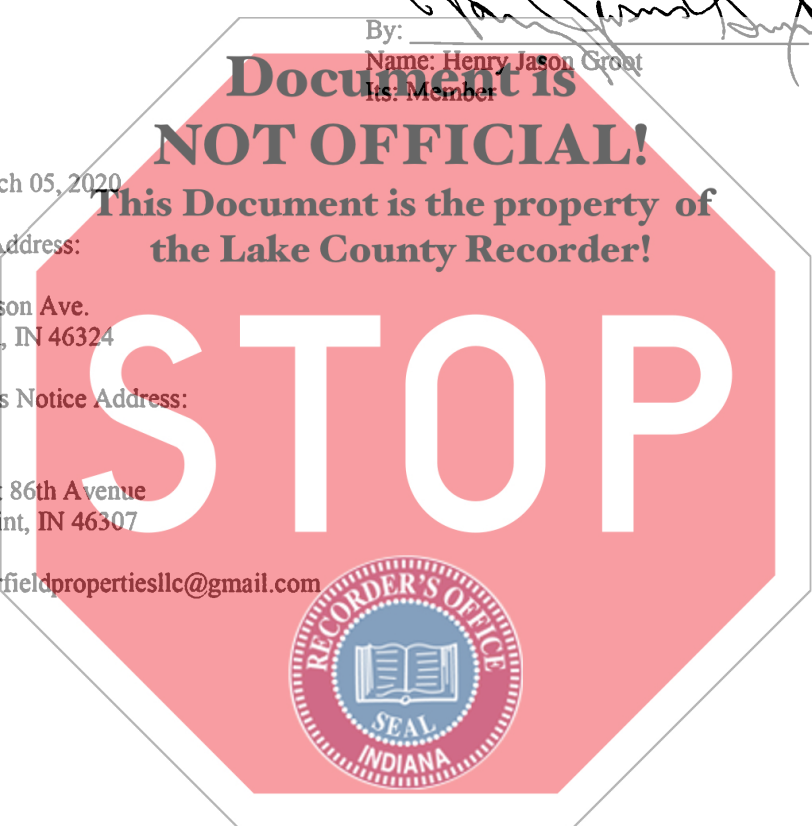 By:
Name: Henry Jason Groot
Its: Member
Document is
NOT OFFICIAL!
ch 05, 2020
This Document is the property of
the Lake County Recorder!
Address:
son Ave.
, IN 46324
STOP
s Notice Address:
86th Avenue
int, IN 46307
fieldpropertiesllc@gmail.com
RECORDER'S OFFICE
SEAL
INDIANA